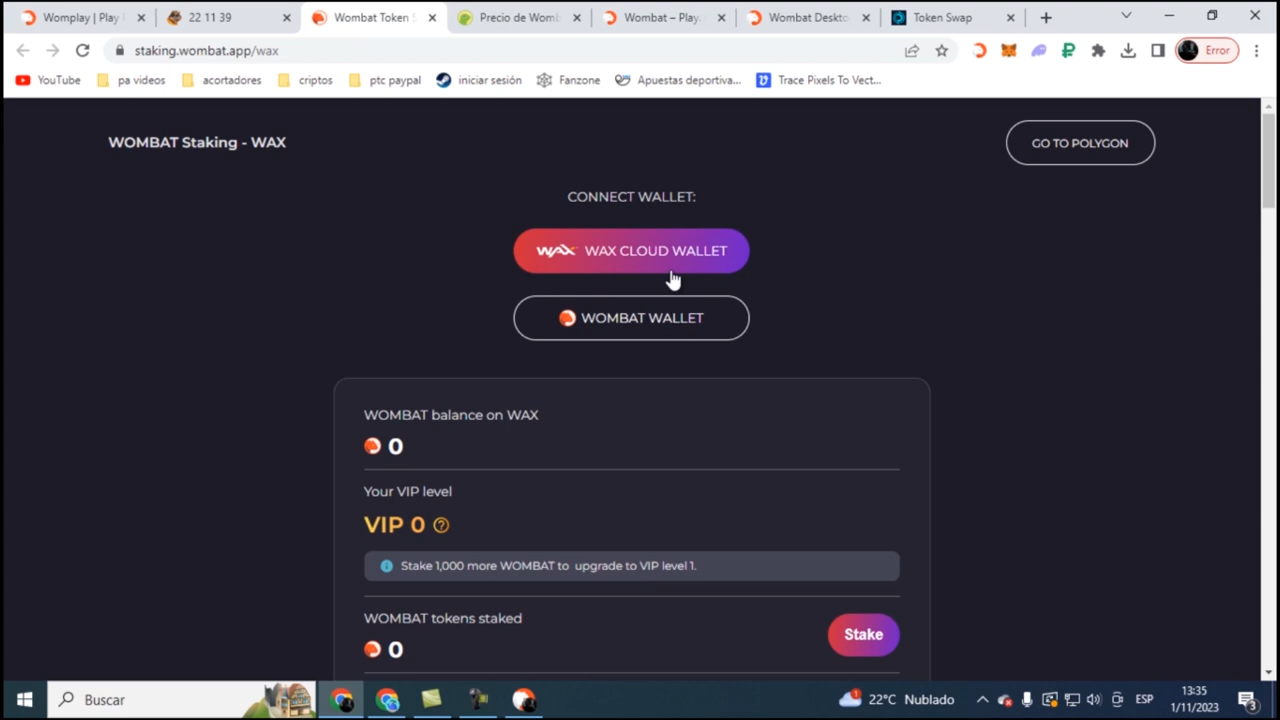 Womplay | Play
22 11 39
Wombat Token S
Precio de Womb
Wombat – Play.
Wombat Deskto
Token Swap
staking.wombat.app/wax
Error
YouTube
pa videos
acortadores
criptos
ptc paypal
iniciar sesión
Fanzone
Apuestas deportiva...
Trace Pixels To Vect...
WOMBAT Staking - WAX
GO TO POLYGON
CONNECT WALLET:
WAX WAX CLOUD WALLET
WOMBAT WALLET
WOMBAT balance on WAX
0
Your VIP level
VIP 0
Stake 1,000 more WOMBAT to upgrade to VIP level 1.
WOMBAT tokens staked
Stake
0
Buscar
22°C Nublado
ESP
13:35
1/11/2023
3